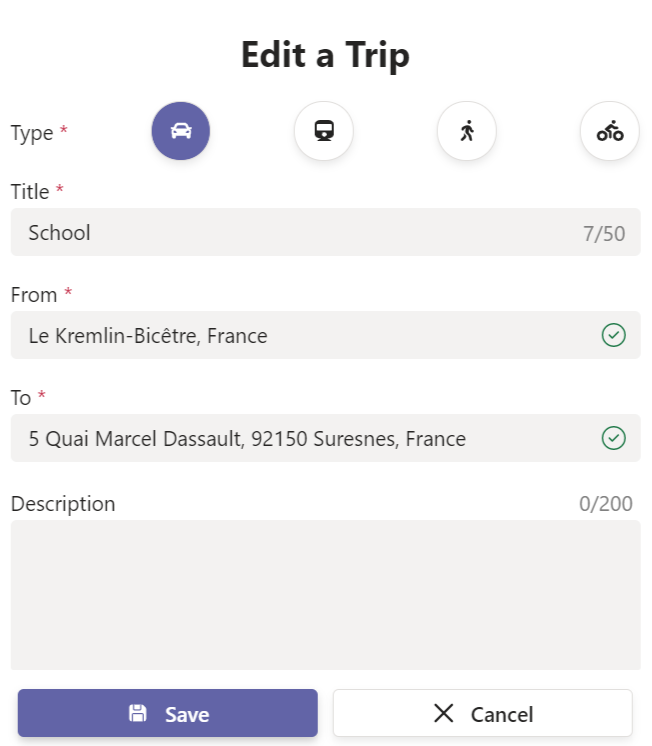 Edit a Trip
Type *
Title *
School 7/50
From *
Le Kremlin-Bicêtre, France
To *
5 Quai Marcel Dassault, 92150 Suresnes, France
Description 0/200
Save Cancel